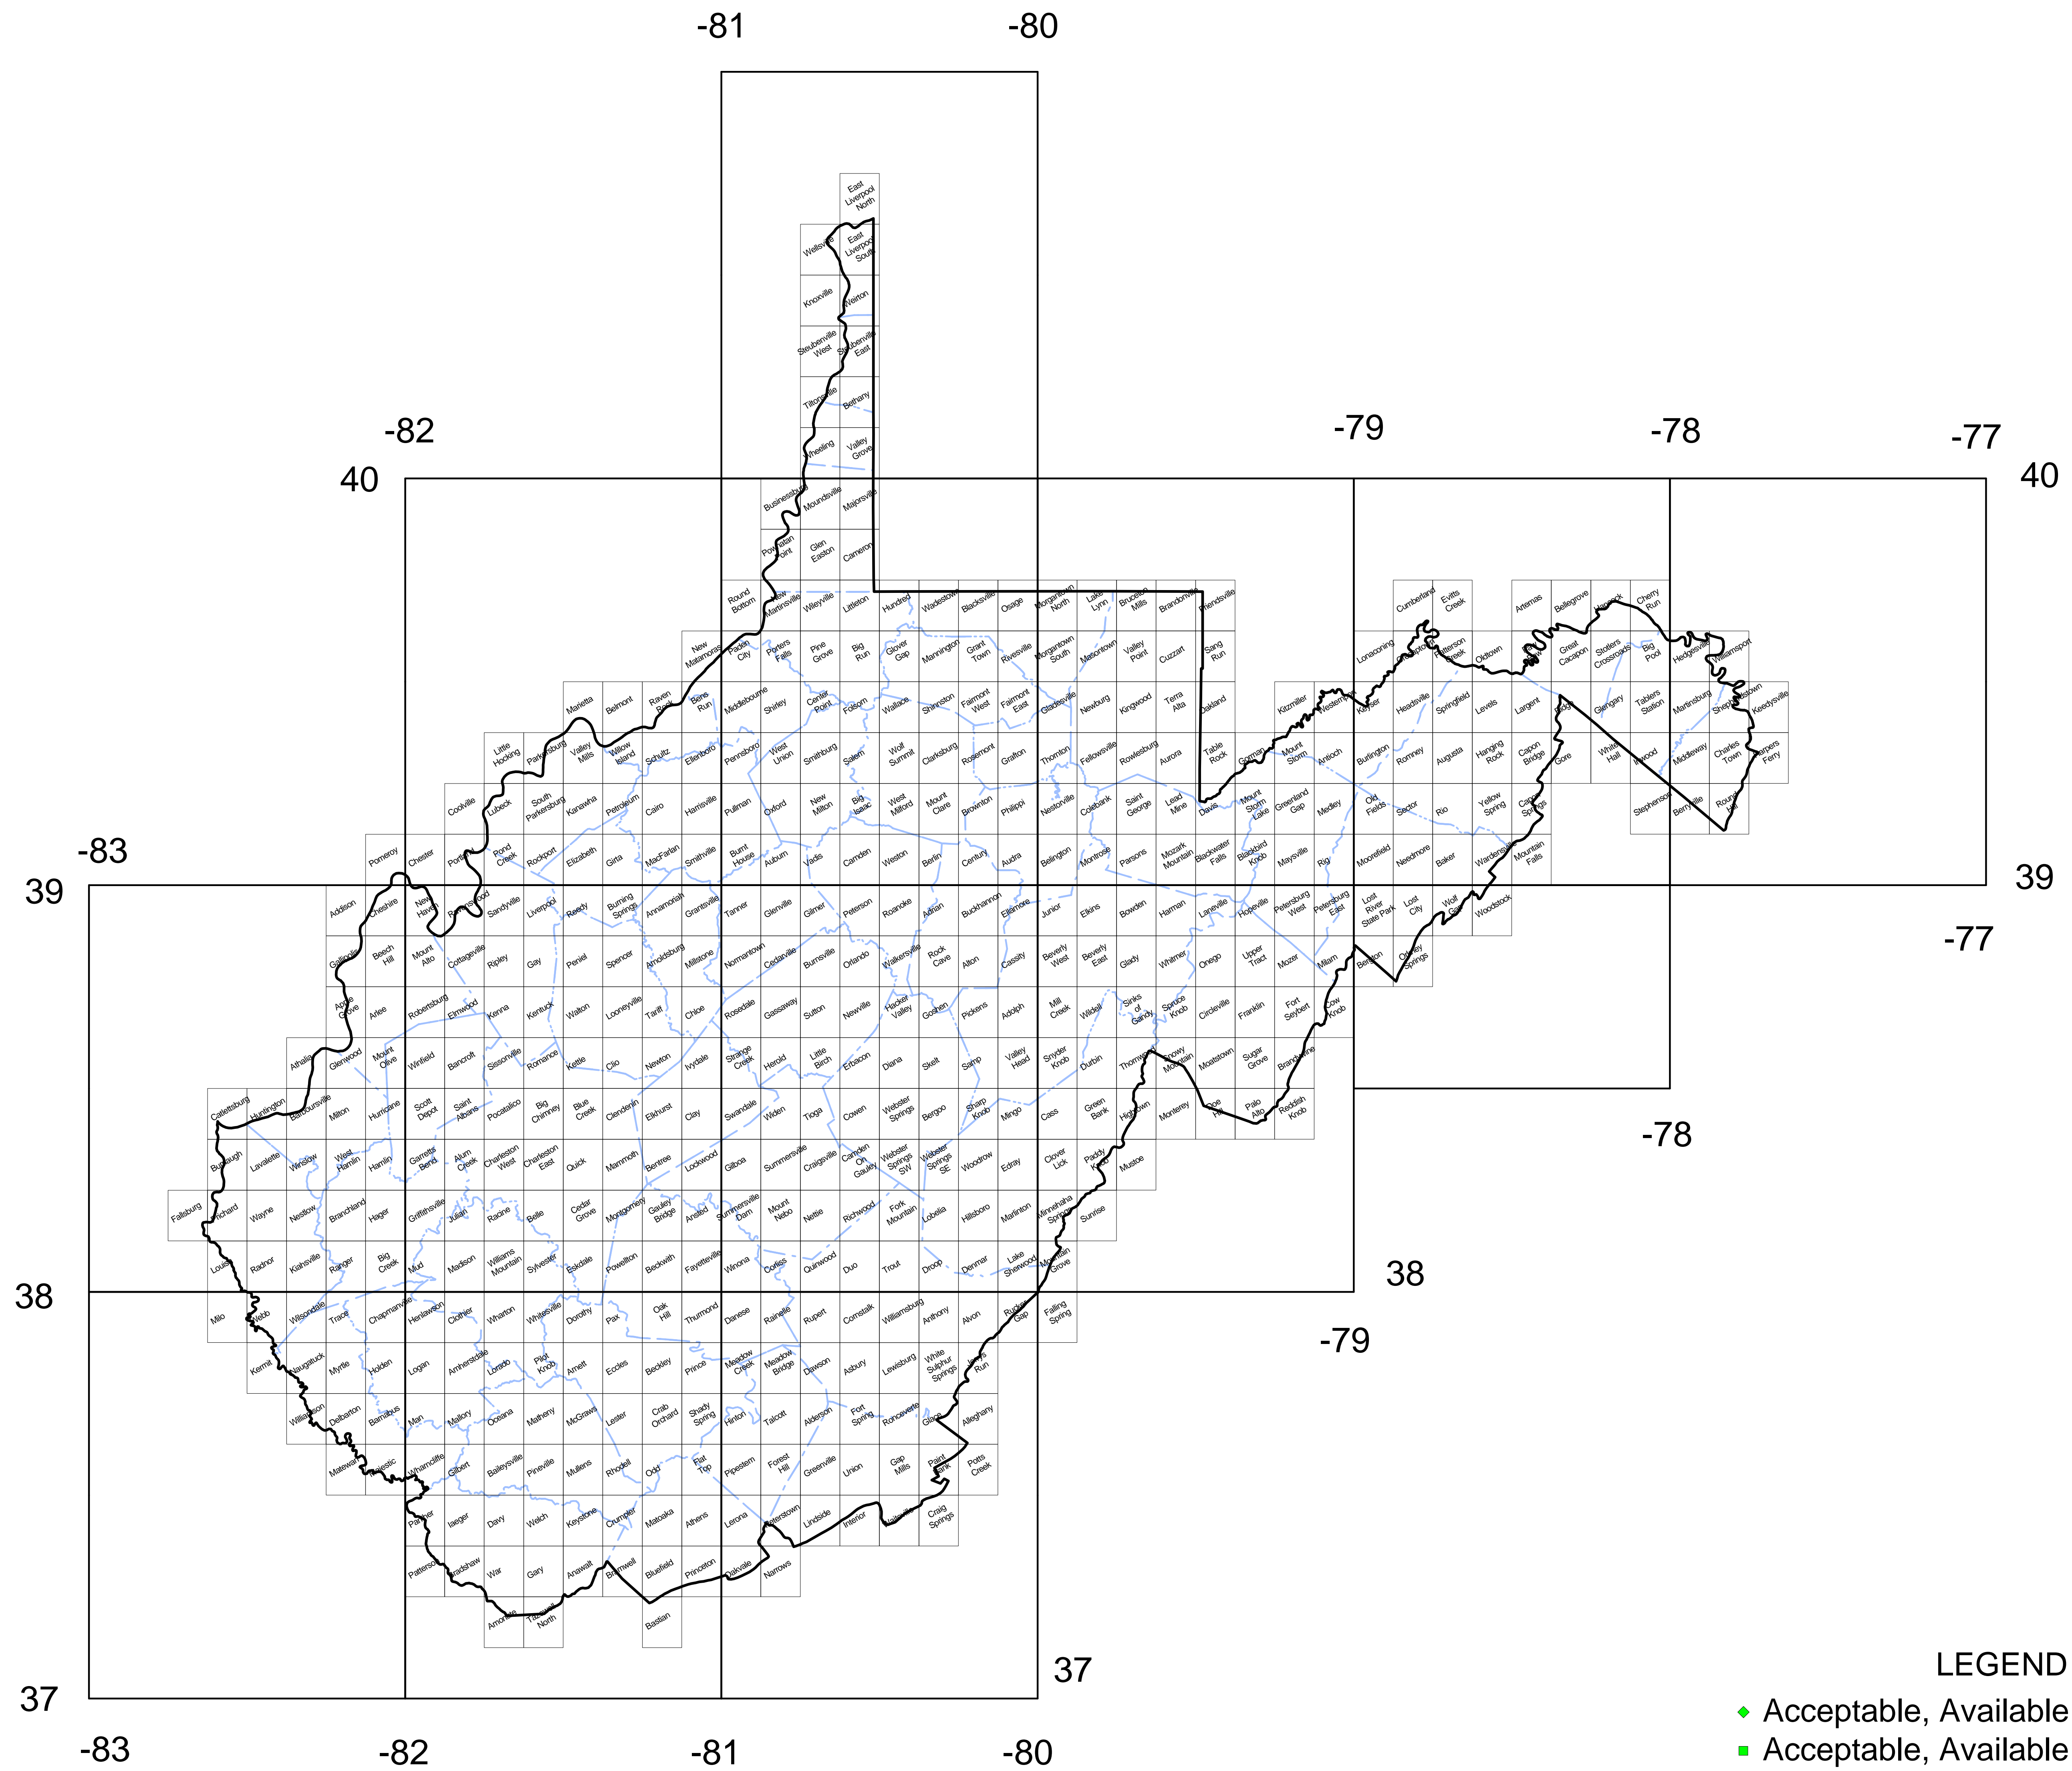 -81
-80
East
Liverpool
North
Wellsville
East
Liverpool
South
Knoxville
Weirton
Steubenville
West
Steubenville
East
Tiltonsville
Bethany
-82
-79
-78
-77
Wheeling
Valley
Grove
40
40
Businessburg
Moundsville
Majorsville
Powhatan
Point
Glen
Easton
Cameron
Round
Bottom
New
Martinsville
Wileyville
Littleton
Hundred
Wadestown
Blacksville
Osage
Morgantown
North
Lake
Lynn
Bruceton
Mills
Brandonville
Friendsville
Cumberland
Evitts
Creek
Artemas
Bellegrove
Hancock
Cherry
Run
New
Matamoras
Paden
City
Porters
Falls
Pine
Grove
Big
Run
Glover
Gap
Mannington
Grant
Town
Rivesville
Morgantown
South
Masontown
Valley
Point
Cuzzart
Sang
Run
Lonaconing
Cresaptown
Patterson
Creek
Oldtown
Great
Cacapon
Stotlers
Crossroads
Big
Pool
Hedgesville
Williamsport
Marietta
Belmont
Raven
Rock
Bens
Run
Middlebourne
Shirley
Center
Point
Folsom
Wallace
Shinnston
Fairmont
West
Fairmont
East
Gladesville
Newburg
Kingwood
Terra
Alta
Oakland
Kitzmiller
Westernport
Keyser
Headsville
Springfield
Levels
Largent
Ridge
Glengary
Tablers
Station
Martinsburg
Shepherdstown
Keedysville
Little
Hocking
Parkersburg
Valley
Mills
Willow
Island
Schultz
Ellenboro
Pennsboro
West
Union
Smithburg
Salem
Wolf
Summit
Clarksburg
Rosemont
Grafton
Thornton
Fellowsville
Rowlesburg
Aurora
Table
Rock
Gorman
Mount
Storm
Antioch
Burlington
Romney
Augusta
Hanging
Rock
Capon
Bridge
Gore
White
Hall
Inwood
Middleway
Charles
Town
Harpers
Ferry
Coolville
Lubeck
South
Parkersburg
Kanawha
Petroleum
Cairo
Harrisville
Pullman
Oxford
New
Milton
Big
Isaac
West
Milford
Mount
Clare
Brownton
Philippi
Nestorville
Colebank
Saint
George
Lead
Mine
Davis
Mount
Storm
Lake
Greenland
Gap
Medley
Old
Fields
Sector
Rio
Yellow
Spring
Capon
Springs
Stephenson
Berryville
Round
Hill
-83
Pomeroy
Chester
Portland
Pond
Creek
Rockport
Elizabeth
Girta
MacFarlan
Smithville
Burnt
House
Auburn
Vadis
Camden
Weston
Berlin
Century
Audra
Belington
Montrose
Parsons
Mozark
Mountain
Blackwater
Falls
Blackbird
Knob
Maysville
Rig
Moorefield
Needmore
Baker
Wardensville
Mountain
Falls
39
39
Addison
Cheshire
New
Haven
Ravenswood
Sandyville
Liverpool
Reedy
Burning
Springs
Annamoriah
Grantsville
Tanner
Glenville
Gilmer
Peterson
Roanoke
Adrian
Buckhannon
Ellamore
Junior
Elkins
Bowden
Harman
Laneville
Hopeville
Petersburg
West
Petersburg
East
Lost
River
State Park
Lost
City
Wolf
Gap
Woodstock
-77
Gallipolis
Beech
Hill
Mount
Alto
Cottageville
Ripley
Gay
Peniel
Spencer
Arnoldsburg
Millstone
Normantown
Cedarville
Burnsville
Orlando
Walkersville
Rock
Cave
Alton
Cassity
Beverly
West
Beverly
East
Glady
Whitmer
Onego
Upper
Tract
Mozer
Milam
Bergton
Orkney
Springs
Apple
Grove
Arlee
Robertsburg
Elmwood
Kenna
Kentuck
Walton
Looneyville
Tariff
Chloe
Rosedale
Gassaway
Sutton
Newville
Hacker
Valley
Goshen
Pickens
Adolph
Mill
Creek
Wildell
Sinks
of
Gandy
Spruce
Knob
Circleville
Franklin
Fort
Seybert
Cow
Knob
Athalia
Glenwood
Mount
Olive
Winfield
Bancroft
Sissonville
Romance
Kettle
Clio
Newton
Ivydale
Strange
Creek
Herold
Little
Birch
Erbacon
Diana
Skelt
Samp
Valley
Head
Snyder
Knob
Durbin
Thornwood
Snowy
Mountain
Moatstown
Sugar
Grove
Brandywine
Catlettsburg
Huntington
Barboursville
Milton
Hurricane
Scott
Depot
Saint
Albans
Pocatalico
Big
Chimney
Blue
Creek
Clendenin
Elkhurst
Clay
Swandale
Widen
Tioga
Cowen
Webster
Springs
Bergoo
Sharp
Knob
Mingo
Cass
Green
Bank
Hightown
Monterey
Doe
Hill
Palo
Alto
Reddish
Knob
-78
Burnaugh
Lavalette
Winslow
West
Hamlin
Hamlin
Garretts
Bend
Alum
Creek
Charleston
West
Charleston
East
Quick
Mammoth
Bentree
Lockwood
Gilboa
Summersville
Craigsville
Camden
On
Gauley
Webster
Springs
SW
Webster
Springs
SE
Woodrow
Edray
Clover
Lick
Paddy
Knob
Mustoe
Fallsburg
Prichard
Wayne
Nestlow
Branchland
Hager
Griffithsville
Julian
Racine
Belle
Cedar
Grove
Montgomery
Gauley
Bridge
Ansted
Summersville
Dam
Mount
Nebo
Nettie
Richwood
Fork
Mountain
Lobelia
Hillsboro
Marlinton
Minnehaha
Springs
Sunrise
Louisa
Radnor
Kiahsville
Ranger
Big
Creek
Mud
Madison
Williams
Mountain
Sylvester
Eskdale
Powellton
Beckwith
Fayetteville
Winona
Corliss
Quinwood
Duo
Trout
Droop
Denmar
Lake
Sherwood
Mountain
Grove
38
38
Milo
Webb
Wilsondale
Trace
Chapmanville
Henlawson
Clothier
Wharton
Whitesville
Dorothy
Pax
Oak
Hill
Thurmond
Danese
Rainelle
Rupert
Cornstalk
Williamsburg
Anthony
Alvon
Rucker
Gap
Falling
Spring
-79
Kermit
Naugatuck
Myrtle
Holden
Logan
Amherstdale
Lorado
Pilot
Knob
Arnett
Eccles
Beckley
Prince
Meadow
Creek
Meadow
Bridge
Dawson
Asbury
Lewisburg
White
Sulphur
Springs
Jerrys
Run
Williamson
Delbarton
Barnabus
Man
Mallory
Oceana
Matheny
McGraws
Lester
Crab
Orchard
Shady
Spring
Hinton
Talcott
Alderson
Fort
Spring
Ronceverte
Glace
Alleghany
Matewan
Majestic
Wharncliffe
Gilbert
Baileysville
Pineville
Mullens
Rhodell
Odd
Flat
Top
Pipestem
Forest
Hill
Greenville
Union
Gap
Mills
Paint
Bank
Potts
Creek
Panther
Iaeger
Davy
Welch
Keystone
Crumpler
Matoaka
Athens
Lerona
Peterstown
Lindside
Interior
Waiteville
Craig
Springs
Patterson
Bradshaw
War
Gary
Anawalt
Bramwell
Bluefield
Princeton
Oakvale
Narrows
Amonate
Tazewell
North
Bastian
37
37
-83
-82
-81
-80
LEGEND
Acceptable, Available
Acceptable, Available